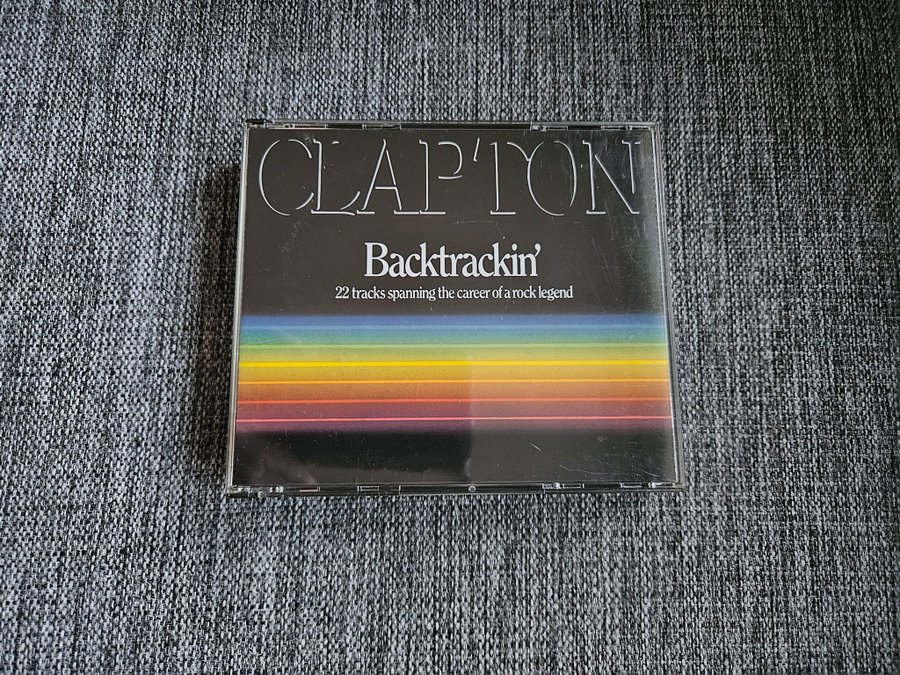 CLAPTON
Backtrackin'
22 tracks spanning the career of a rock legend